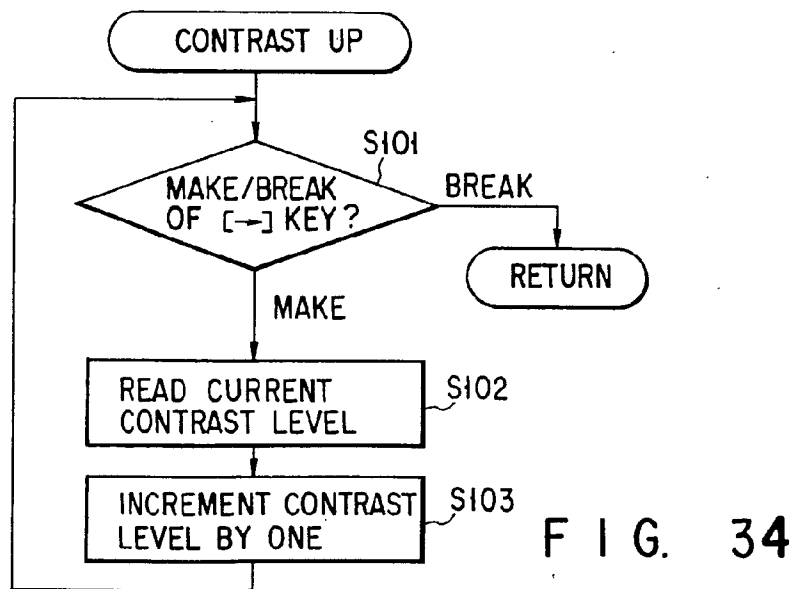 CONTRAST UP
S101
MAKE/BREAK
OF [→] KEY?
BREAK
RETURN
MAKE
READ CURRENT
CONTRAST LEVEL
S102
INCREMENT CONTRAST
LEVEL BY ONE
S103
FIG. 34